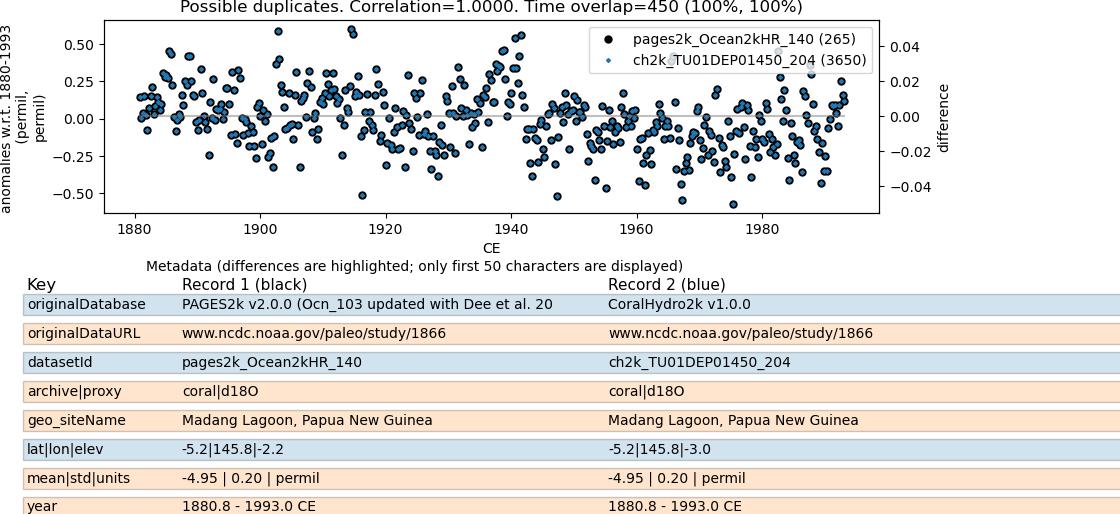 Possible duplicates. Correlation=1.0000. Time overlap=450 (100%, 100%)
anomalies w.r.t. 1880-1993
(permil,
permil)
0.50
0.25
0.00
−0.25
−0.50
pages2k_Ocean2kHR_140 (265)
ch2k_TU01DEP01450_204 (3650)
0.04
0.02
0.00
−0.02
−0.04
difference
1880 1900 1920 1940 1960 1980
CE
Metadata (differences are highlighted; only first 50 characters are displayed)
Key Record 1 (black) Record 2 (blue)
originalDatabase PAGES2k v2.0.0 (Ocn_103 updated with Dee et al. 20 CoralHydro2k v1.0.0
originalDataURL www.ncdc.noaa.gov/paleo/study/1866 www.ncdc.noaa.gov/paleo/study/1866
datasetId pages2k_Ocean2kHR_140 ch2k_TU01DEP01450_204
archive|proxy coral|d18O coral|d18O
geo_siteName Madang Lagoon, Papua New Guinea Madang Lagoon, Papua New Guinea
lat|lon|elev -5.2|145.8|-2.2 -5.2|145.8|-3.0
mean|std|units -4.95 | 0.20 | permil -4.95 | 0.20 | permil
year 1880.8 - 1993.0 CE 1880.8 - 1993.0 CE